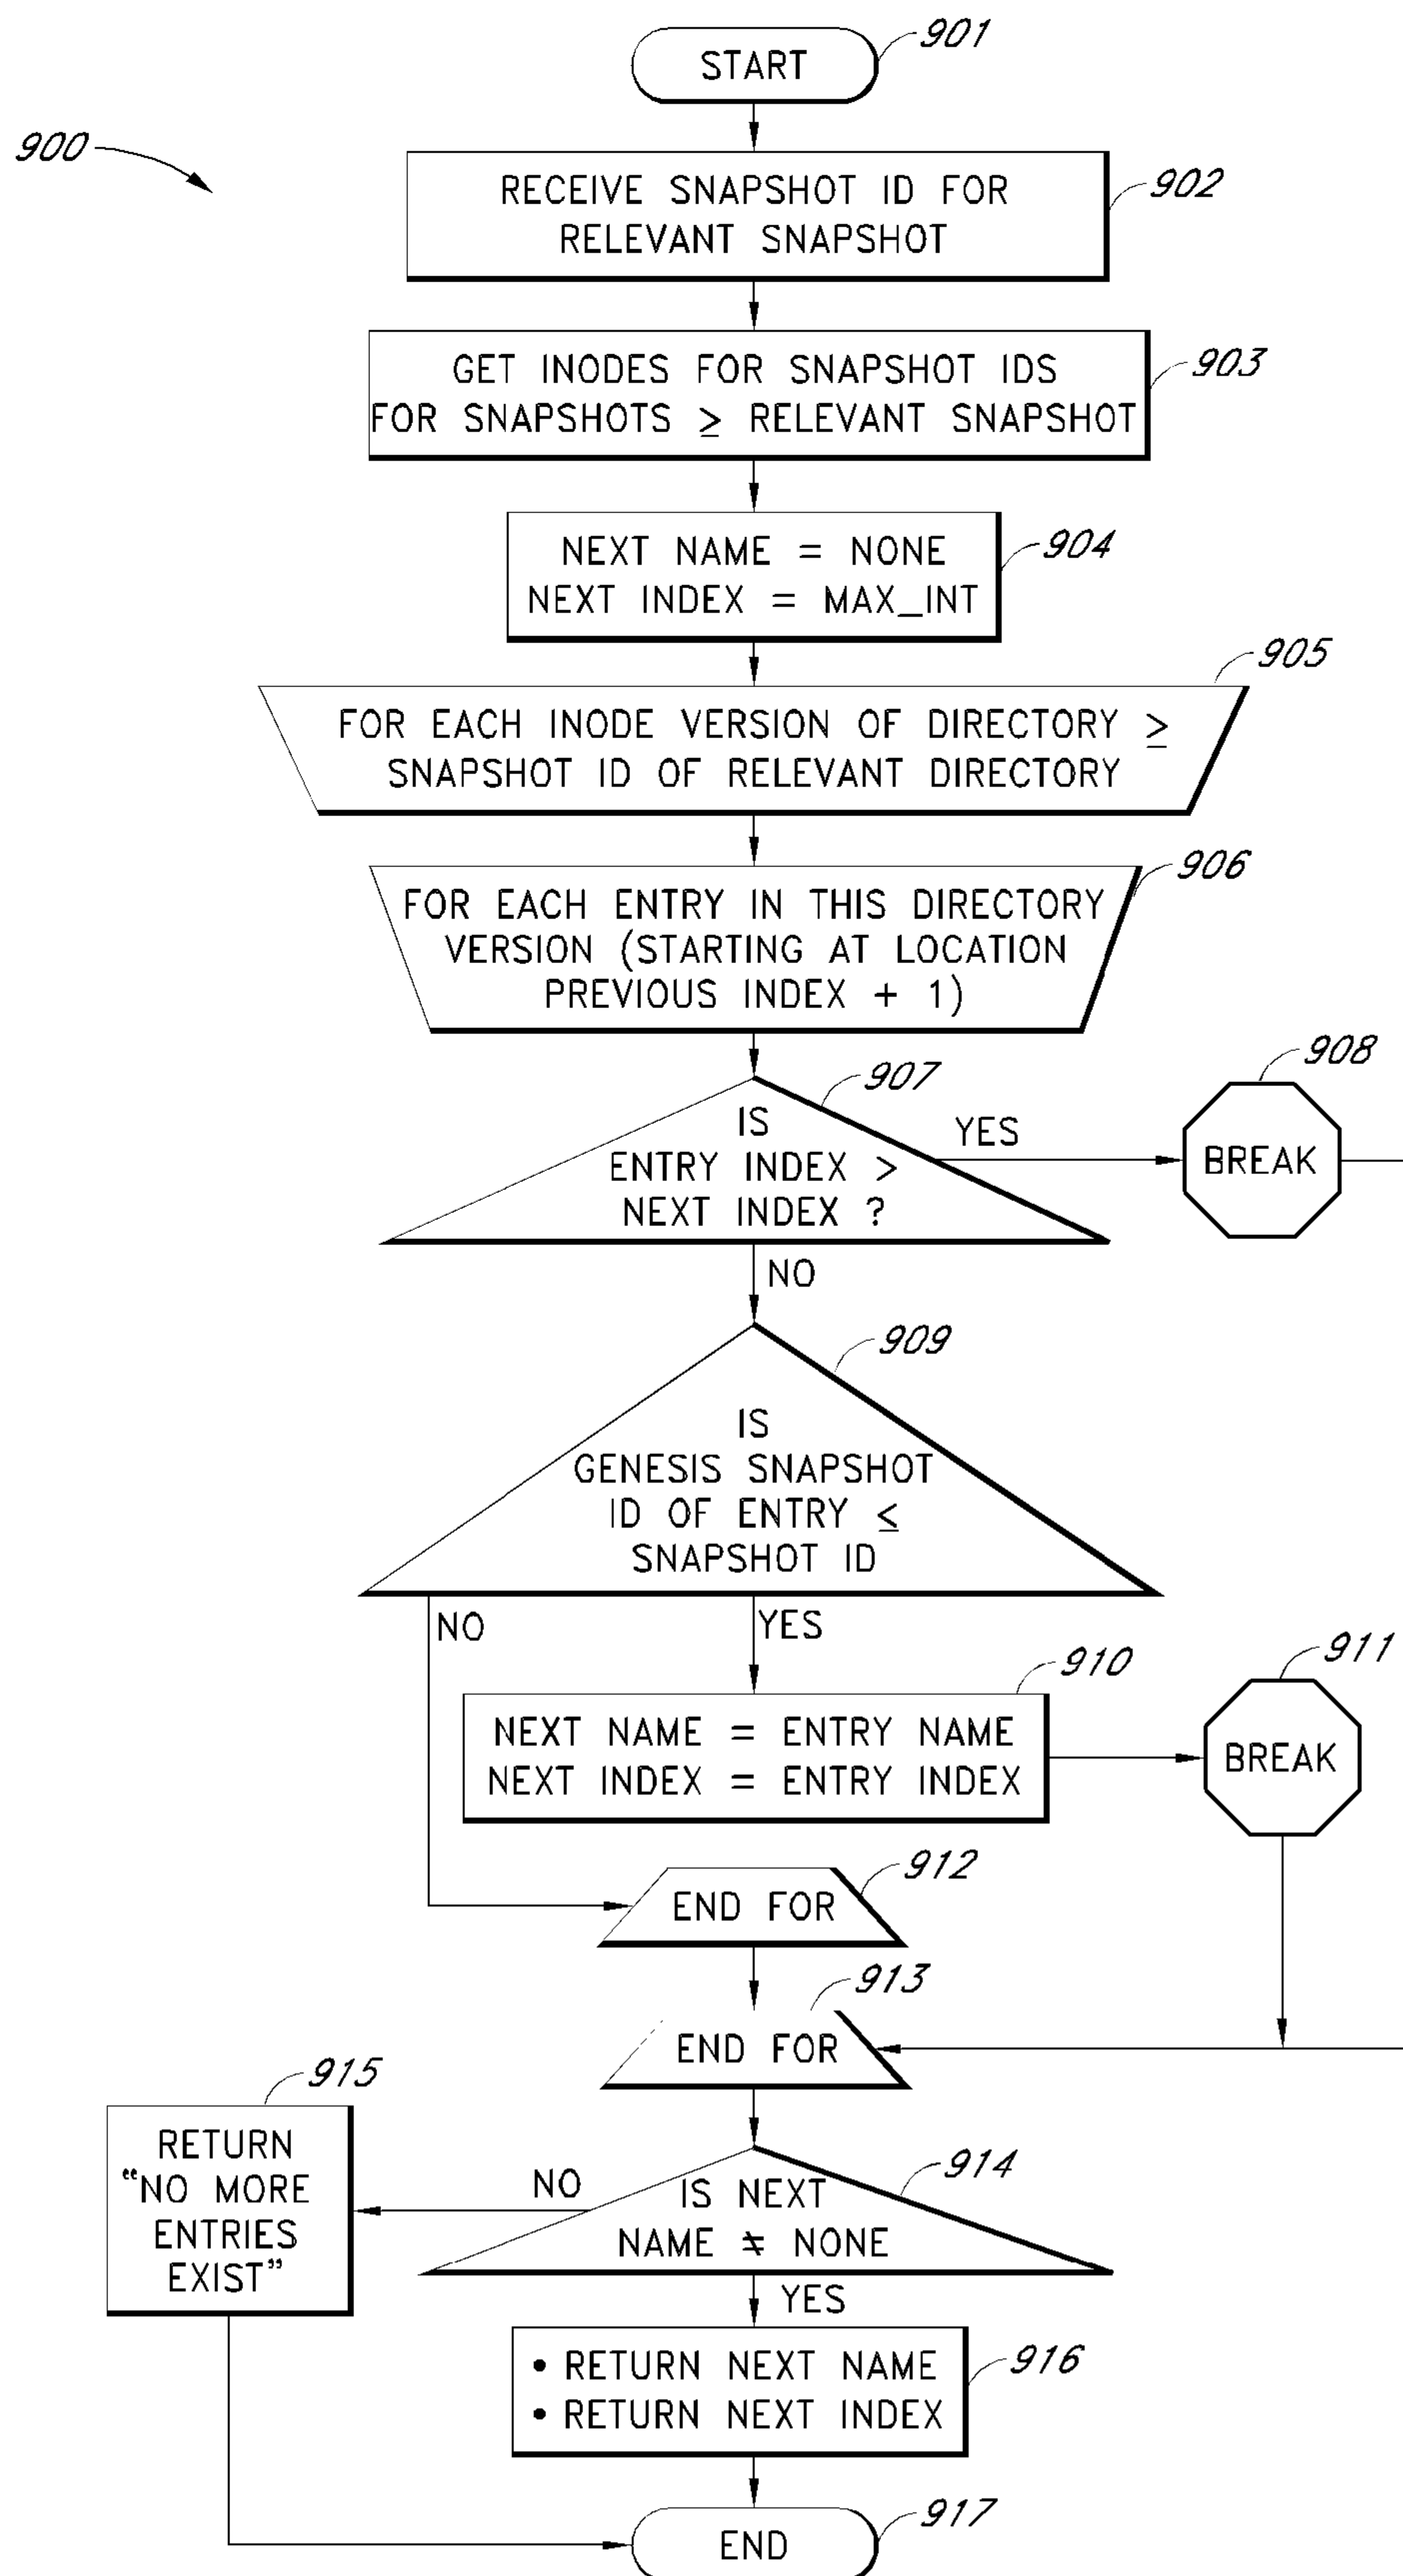 901
START
900
902
RECEIVE SNAPSHOT ID FOR
RELEVANT SNAPSHOT
903
GET INODES FOR SNAPSHOT IDS
FOR SNAPSHOTS ≥ RELEVANT SNAPSHOT
904
NEXT NAME = NONE
NEXT INDEX = MAX_INT
905
FOR EACH INODE VERSION OF DIRECTORY ≥
SNAPSHOT ID OF RELEVANT DIRECTORY
906
FOR EACH ENTRY IN THIS DIRECTORY
VERSION (STARTING AT LOCATION
PREVIOUS INDEX + 1)
907
908
IS
ENTRY INDEX >
NEXT INDEX ?
YES
BREAK
NO
909
IS
GENESIS SNAPSHOT
ID OF ENTRY ≤
SNAPSHOT ID
NO
YES
910
911
NEXT NAME = ENTRY NAME
NEXT INDEX = ENTRY INDEX
BREAK
912
END FOR
913
END FOR
915
RETURN
“NO MORE
ENTRIES
EXIST”
914
NO
IS NEXT
NAME ≠ NONE
YES
916
• RETURN NEXT NAME
• RETURN NEXT INDEX
917
END